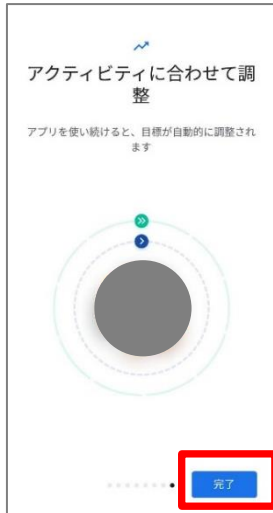 アクティビティに合わせて調
整
アプリを使い続けると、目標が自動的に調整され
ます
完了